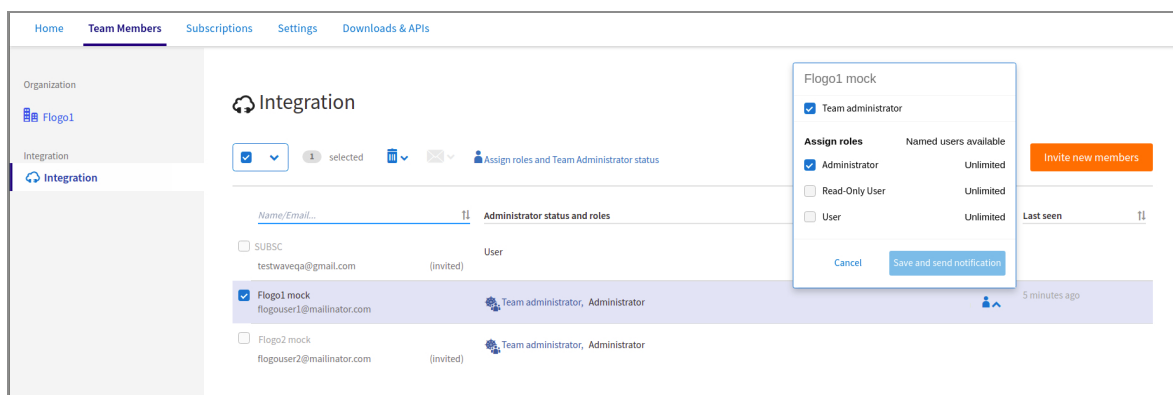 Home Team Members Subscriptions Settings Downloads & APIs
Organization
Flogo1
Integration
Integration
Integration
1 selected Assign roles and Team Administrator status
Invite new members
Name/Email... Administrator status and roles Last seen
SUBSC
User
testwaveqa@gmail.com (invited)
Flogo1 mock
Team administrator, Administrator
5 minutes ago
flogouser1@mailinator.com
Flogo2 mock
Team administrator, Administrator
flogouser2@mailinator.com (invited)
Flogo1 mock
Team administrator
Assign roles Named users available
Administrator Unlimited
Read-Only User Unlimited
User Unlimited
Cancel Save and send notification